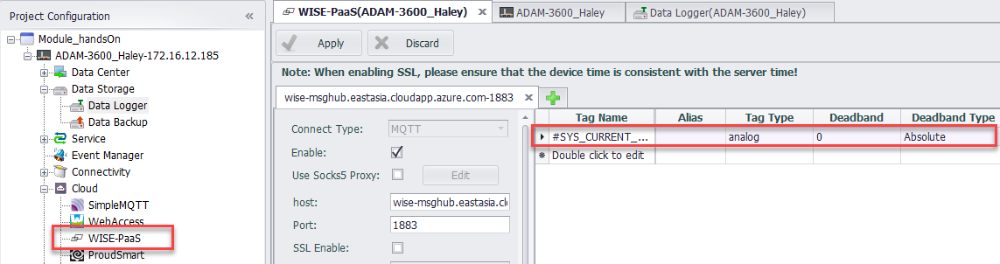 Project Configuration
Module_handsOn
ADAM-3600_Haley-172.16.12.185
Data Center
Data Storage
Data Logger
Data Backup
Service
Event Manager
Connectivity
Cloud
SimpleMQTT
WebAccess
WISE-PaaS
ProudSmart
WISE-PaaS(ADAM-3600_Haley)
ADAM-3600_Haley
Data Logger(ADAM-3600_Haley)
Apply
Discard
Note: When enabling SSL, please ensure that the device time is consistent with the server time!
wise-msghub.eastasia.cloudapp.azure.com-1883
Connect Type: MQTT
Enable:
Use Socks5 Proxy: Edit
host: wise-msghub.eastasia.cl
Port: 1883
SSL Enable:
Tag Name Alias Tag Type Deadband Deadband Type
#SYS_CURRENT_... analog 0 Absolute
Double click to edit